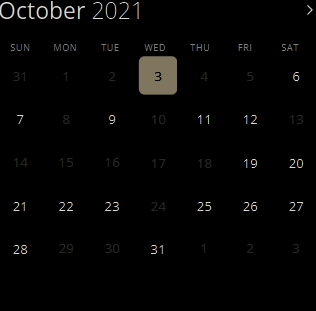 October 2021 >
SUN MON TUE WED THU FRI SAT
31 1 2 3 4 5 6
7 8 9 10 11 12 13
14 15 16 17 18 19 20
21 22 23 24 25 26 27
28 29 30 31 1 2 3